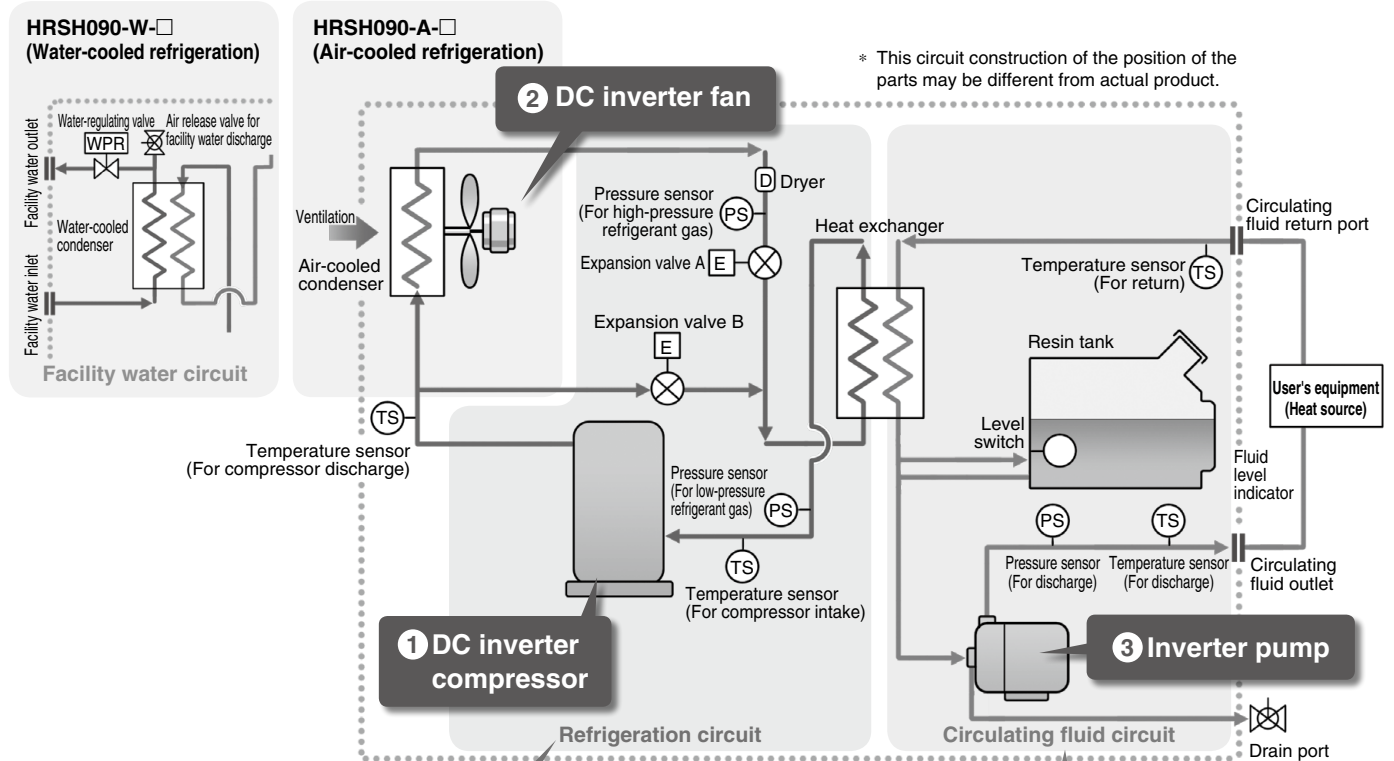 HRSH090-W-□
(Water-cooled refrigeration)
HRSH090-A-□
(Air-cooled refrigeration)
* This circuit construction of the position of the
parts may be different from actual product.
② DC inverter fan
Facility water outlet
Water-regulating valve
WPR
Air release valve for
facility water discharge
Water-cooled
condenser
Facility water inlet
Facility water circuit
Ventilation
Air-cooled
condenser
D
Dryer
Pressure sensor
(For high-pressure
refrigerant gas)
PS
Expansion valve A
E
Expansion valve B
E
TS
Temperature sensor
(For compressor discharge)
Pressure sensor
(For low-pressure
refrigerant gas)
PS
TS
Temperature sensor
(For compressor intake)
① DC inverter
compressor
Refrigeration circuit
Heat exchanger
Circulating
fluid return port
Temperature sensor
(For return)
TS
Resin tank
Level
switch
User's equipment
(Heat source)
Fluid
level
indicator
PS
Pressure sensor
(For discharge)
TS
Temperature sensor
(For discharge)
Circulating
fluid outlet
③ Inverter pump
Circulating fluid circuit
Drain port